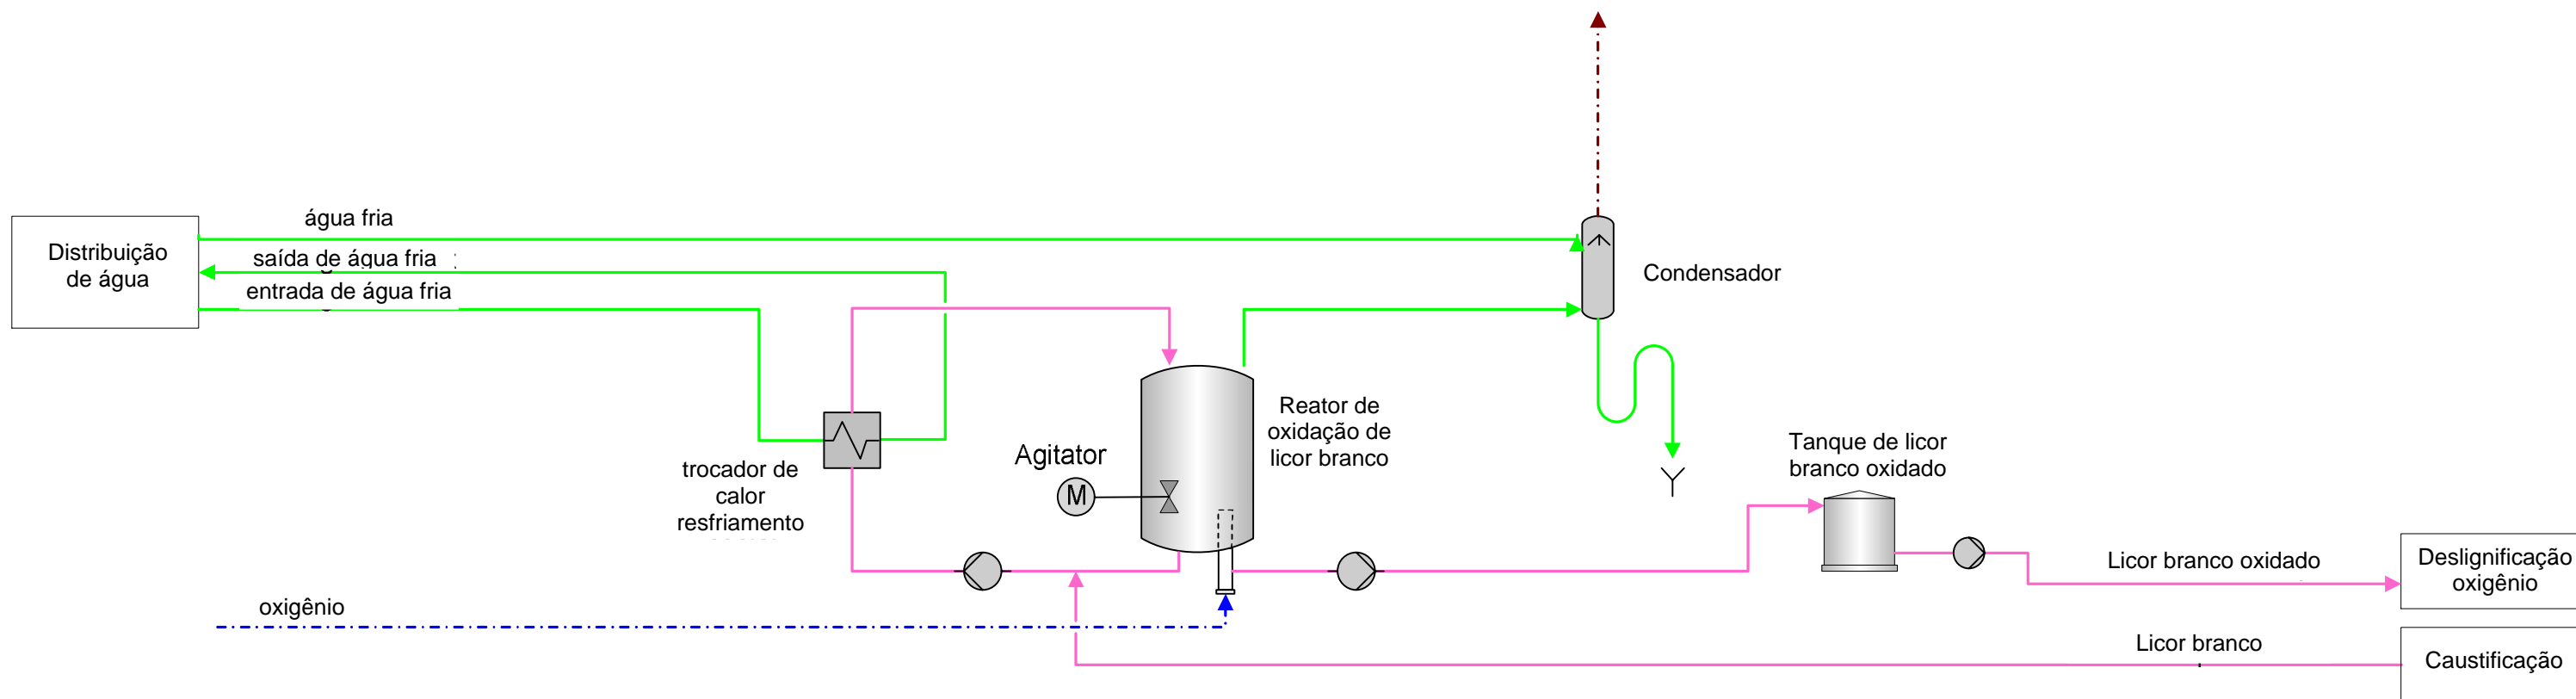 água fria
Distribuição
de água
saída de água fria
entrada de água fria
Condensador
Reator de
oxidação de
licor branco
Agitator
M
trocador de
calor
resfriamento
Tanque de licor
branco oxidado
Licor branco oxidado
Deslignificação
oxigênio
oxigênio
Licor branco
Caustificação